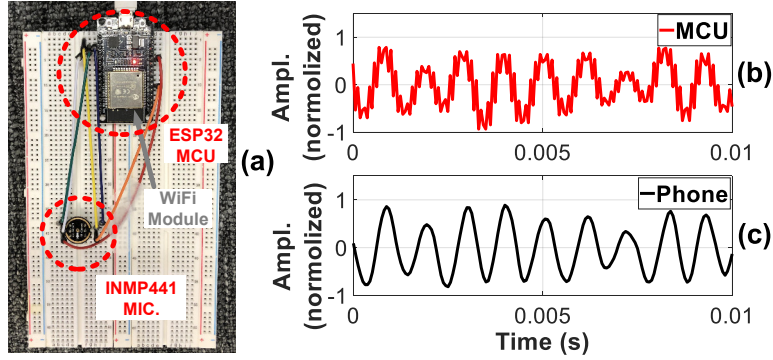 ESP32
MCU
WiFi
Module
INMP441
MIC.
(a)
Ampl.
(normolized)
1
0
-1
MCU
(b)
0
0.005
0.01
Ampl.
(normolized)
1
0
-1
Phone
(c)
0
0.005
0.01
Time (s)